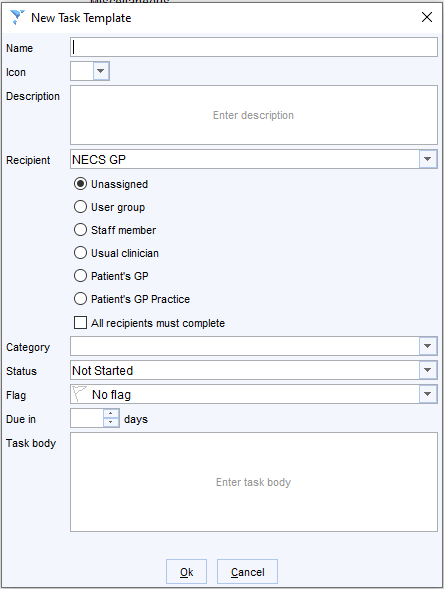 New Task Template
Name
Icon
Description
Enter description
Recipient NECS GP
Unassigned
User group
Staff member
Usual clinician
Patient's GP
Patient's GP Practice
All recipients must complete
Category
Status Not Started
Flag No flag
Due in days
Task body
Enter task body
Ok Cancel